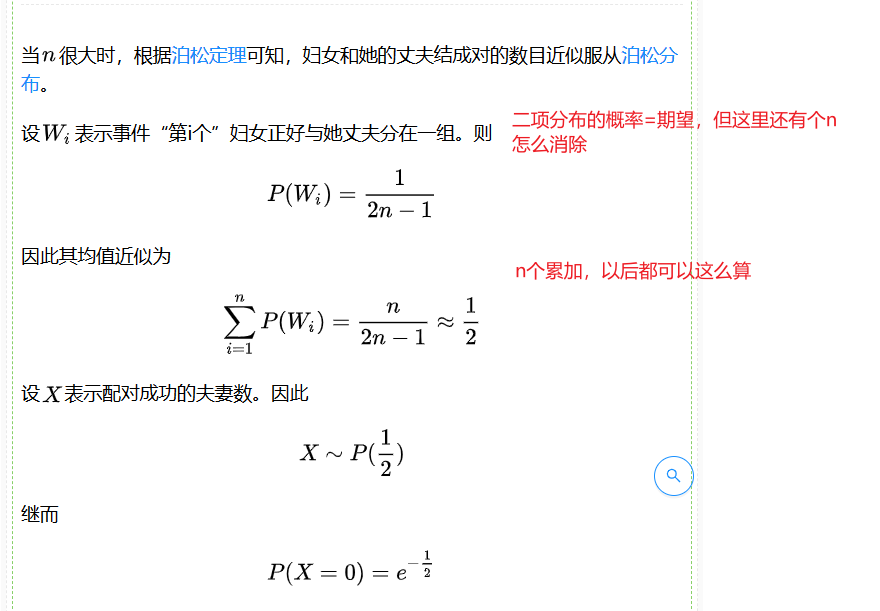 当n很大时，根据泊松定理可知，妇女和她的丈夫结成对的数目近似服从泊松分
布。
设W_i表示事件“第i个”妇女正好与她丈夫分在一组。则
二项分布的概率=期望，但这里还有个n
怎么消除
P(W_i) = \frac{1}{2n-1}
因此其均值近似为
n个累加，以后都可以这么算
\sum_{i=1}^{n} P(W_i) = \frac{n}{2n-1} ≈ \frac{1}{2}
设X表示配对成功的夫妻数。因此
X ∼ P(\frac{1}{2})
继而
P(X = 0) = e^{-\frac{1}{2}}